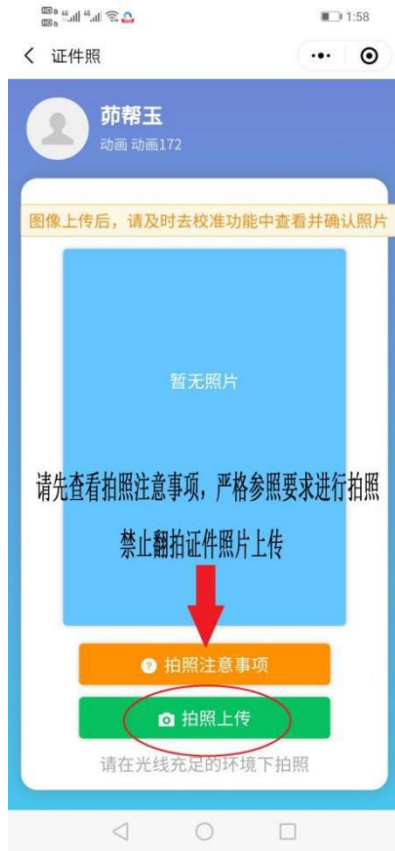 1:58
证件照
茆帮玉
动画 动画172
图像上传后，请及时去校准功能中查看并确认照片
暂无照片
请先查看拍照注意事项，严格参照要求进行拍照
禁止翻拍证件照片上传
拍照注意事项
拍照上传
请在光线充足的环境下拍照